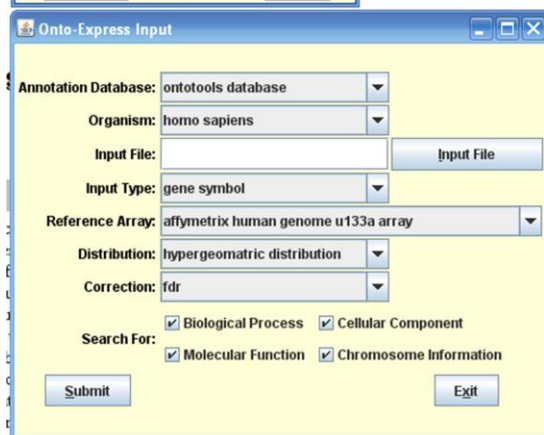 Onto-Express Input
Annotation Database: ontotools database
Organism: homo sapiens
Input File: Input File
Input Type: gene symbol
Reference Array: affymetrix human genome u133a array
Distribution: hypergeomatric distribution
Correction: fdr
Search For:
Biological Process Cellular Component
Molecular Function Chromosome Information
Submit Exit